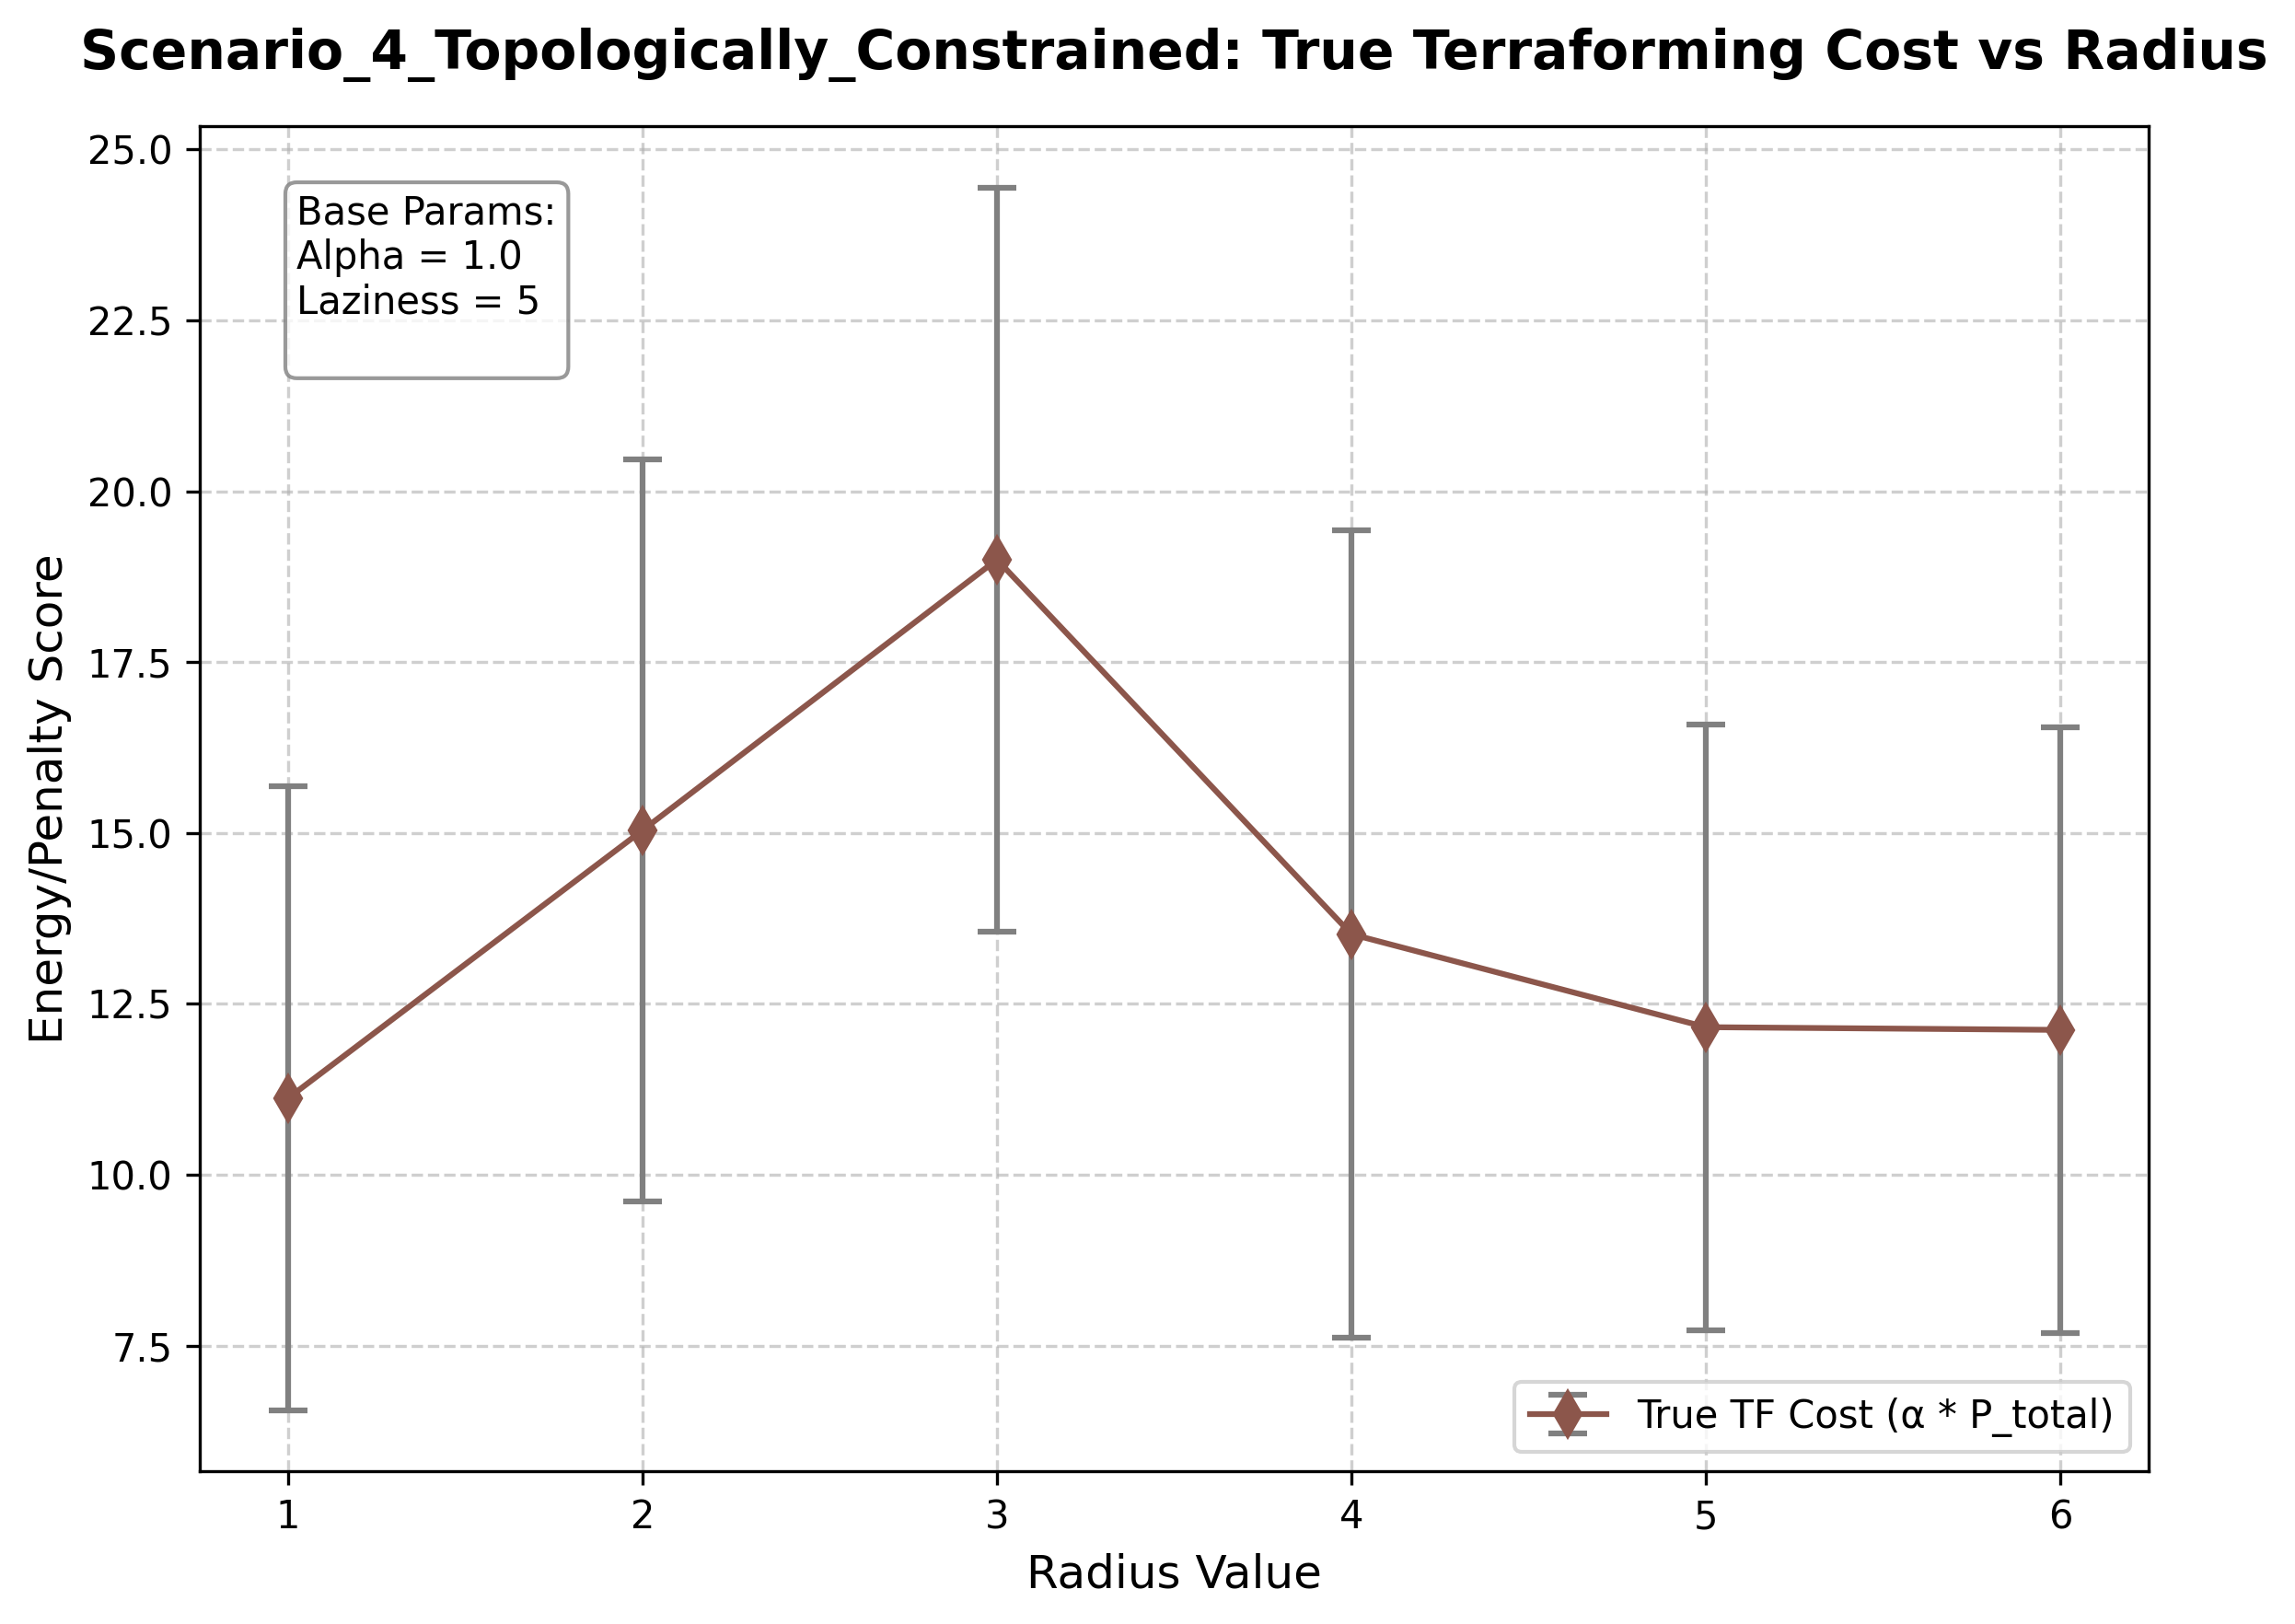 Scenario_4_Topologically_Constrained: True Terraforming Cost vs Radius
Energy/Penalty Score
25.0
22.5
20.0
17.5
15.0
12.5
10.0
7.5
Base Params:
Alpha = 1.0
Laziness = 5
True TF Cost (α * P_total)
1 2 3 4 5 6
Radius Value